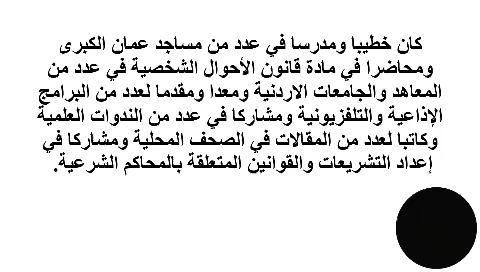 كان خطيبا ومدرسا في عدد من مساجد عمان الكبرى
ومحاضرا في مادة قانون الأحوال الشخصية في عدد من
المعاهد والجامعات الاردنية ومعدا ومقدما لعدد من البرامج
الإذاعية والتلفزيونية ومشاركا في عدد من الندوات العلمية
وكاتبا لعدد من المقالات في الصحف المحلية ومشاركا في
إعداد التشريعات والقوانين المتعلقة بالمحاكم الشرعية.